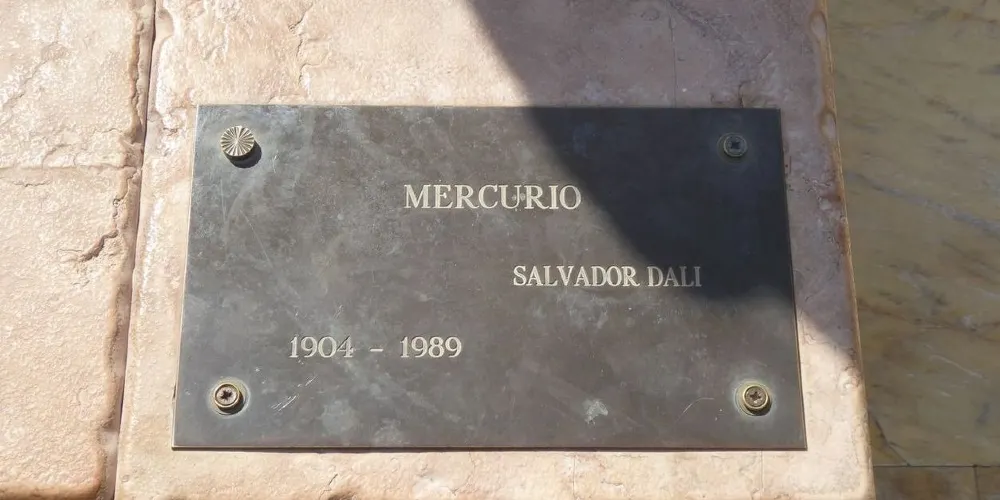 MERCURIO
SALVADOR DALI
1904 - 1989